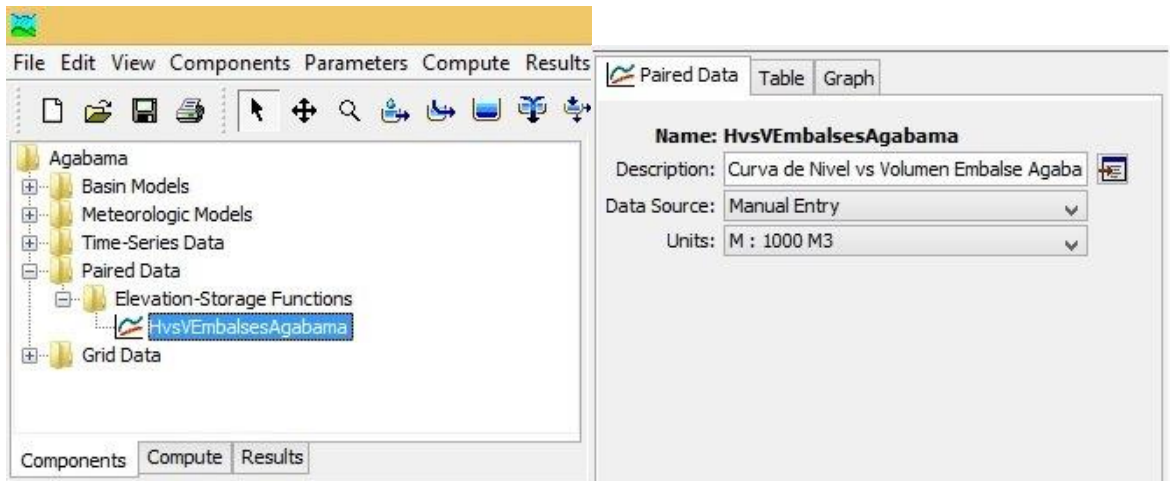 File Edit View Components Parameters Compute Results
Agabama
Basin Models
Meteorologic Models
Time-Series Data
Paired Data
Elevation-Storage Functions
HvsVEmbalsesAgabama
Grid Data
Components Compute Results
Paired Data Table Graph
Name: HvsVEmbalsesAgabama
Description: Curva de Nivel vs Volumen Embalse Agaba
Data Source: Manual Entry
Units: M : 1000 M3